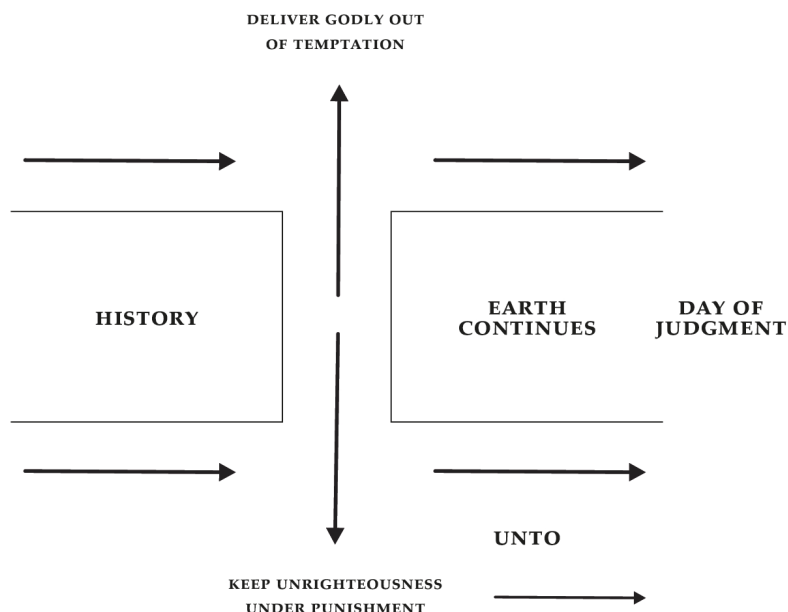 DELIVER GODLY OUT
OF TEMPTATION
HISTORY
EARTH
CONTINUES
DAY OF
JUDGMENT
UNTO
KEEP UNRIGHTEOUSNESS
UNDER PUNISHMENT